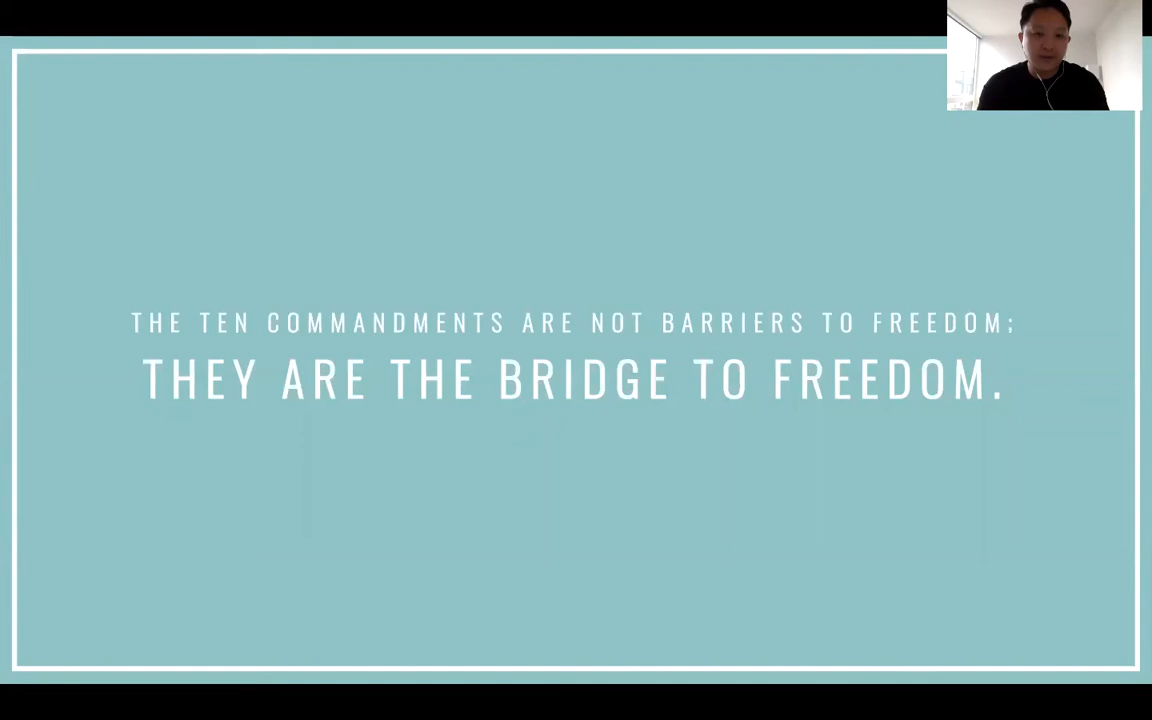 THE TEN COMMANDMENTS ARE NOT BARRIERS TO FREEDOM;
THEY ARE THE BRIDGE TO FREEDOM.